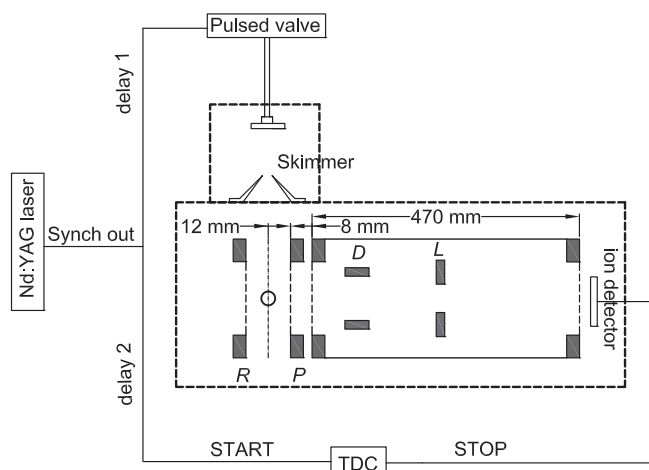 Pulsed valve
delay 1
Skimmer
12 mm
470 mm
8 mm
Nd:YAG laser
Synch out
D
L
ion detector
R
P
delay 2
START
TDC
STOP